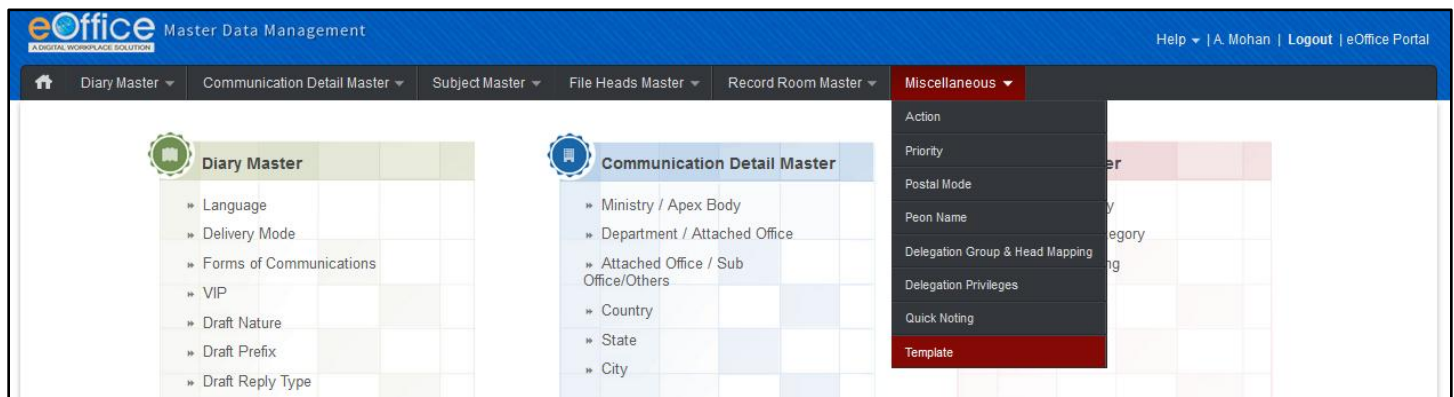 eOffice Master Data Management
A DIGITAL WORKPLACE SOLUTION
Help | A. Mohan | Logout | eOffice Portal
Diary Master Communication Detail Master Subject Master File Heads Master Record Room Master Miscellaneous
Action
Priority
Postal Mode
Peon Name
Delegation Group & Head Mapping
Delegation Privileges
Quick Noting
Template
Diary Master
» Language
» Delivery Mode
» Forms of Communications
» VIP
» Draft Nature
» Draft Prefix
» Draft Reply Type
Communication Detail Master
» Ministry / Apex Body
» Department / Attached Office
» Attached Office / Sub
Office/Others
» Country
» State
» City
er
y
egory
ng